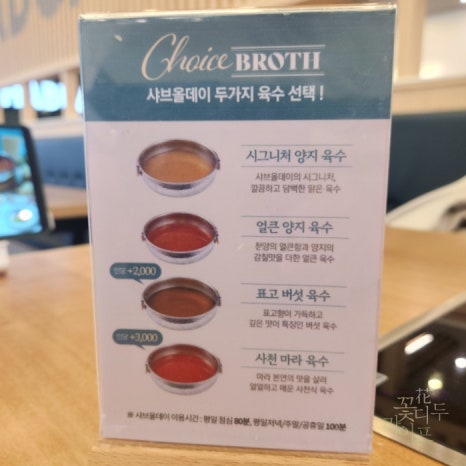 Choice BROTH
샤브올데이 두가지 육수 선택 !
시그니처 양지 육수
샤브올데이의 시그니처,
깔끔하고 담백한 맑은 육수
얼큰 양지 육수
청양의 얼큰함과 양지의
감칠맛을 더한 얼큰 육수
인당 +2,000
표고 버섯 육수
표고향이 가득하고
깊은 맛이 특징인 버섯 육수
인당 +3,000
사천 마라 육수
마라 본연의 맛을 살려
얼얼하고 매운 사천식 육수
※ 샤브올데이 이용시간 : 평일 점심 80분, 평일저녁/주말/공휴일 100분